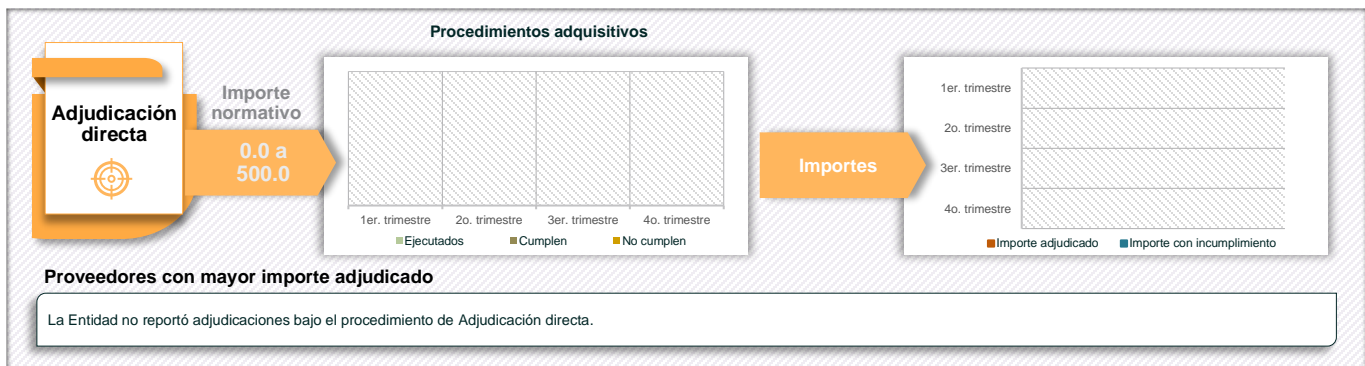 Procedimientos adquisitivos
Adjudicación
directa
Importe
normativo
0.0 a
500.0
1er. trimestre
2o. trimestre
3er. trimestre
4o. trimestre
Ejecutados
Cumplen
No cumplen
Importes
1er. trimestre
2o. trimestre
3er. trimestre
4o. trimestre
Importe adjudicado
Importe con incumplimiento
Proveedores con mayor importe adjudicado
La Entidad no reportó adjudicaciones bajo el procedimiento de Adjudicación directa.